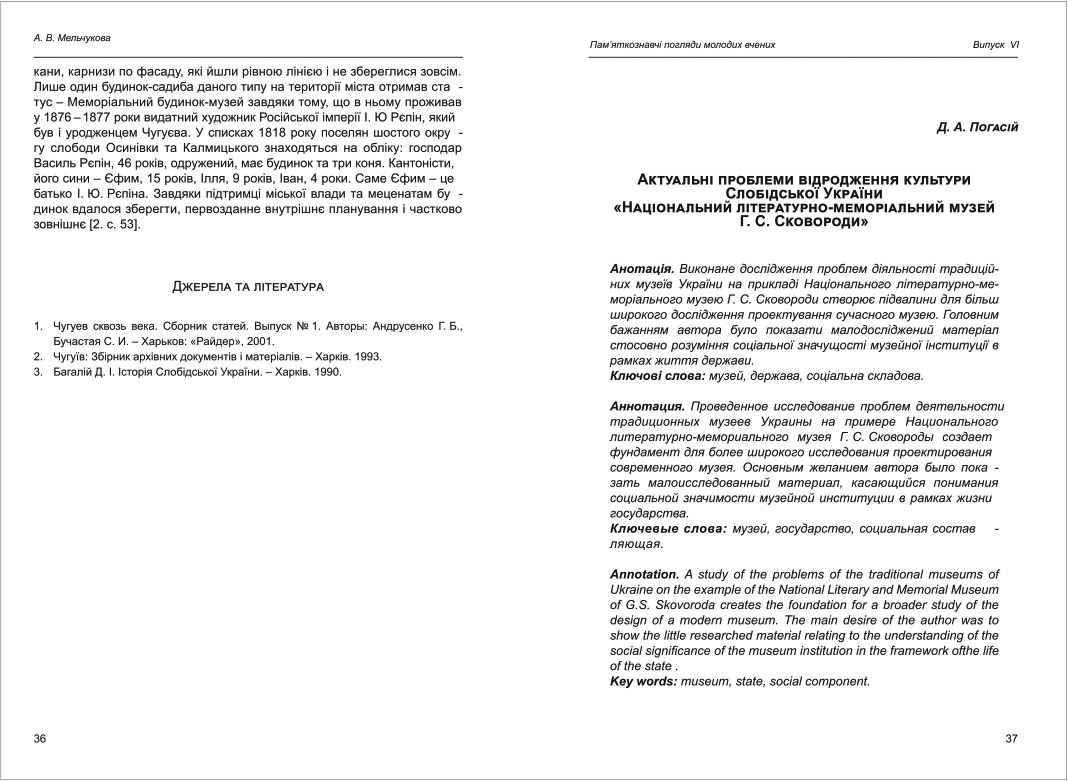 А. В. Мельчукова
кани, карнизи по фасаду, які йшли рівною лінією і не збереглися зовсім.
Лише один будинок-садиба даного типу на території міста отримав ста -
тус – Меморіальний будинок-музей завдяки тому, що в ньому проживав
у 1876 – 1877 роки видатний художник Російської імперії І. Ю Рєпін, який
був і уродженцем Чугуєва. У списках 1818 року поселян шостого окру -
гу слободи Осинівки та Калмицького знаходяться на обліку: господар
Василь Рєпін, 46 років, одружений, має будинок та три коня. Кантоністи,
його сини – Єфим, 15 років, Ілля, 9 років, Іван, 4 роки. Саме Єфим – це
батько І. Ю. Рєпіна. Завдяки підтримці міської влади та меценатам бу -
динок вдалося зберегти, первозданне внутрішнє планування і частково
зовнішнє [2. с. 53].
Джерела та література
1. Чугуев сквозь века. Сборник статей. Выпуск № 1. Авторы: Андрусенко Г. Б.,
Бучастая С. И. – Харьков: «Райдер», 2001.
2. Чугуїв: Збірник архівних документів і матеріалів. – Харків. 1993.
3. Багалій Д. І. Історія Слобідської України. – Харків. 1990.
36
Пам’яткознавчі погляди молодих вчених Випуск VI
Д. А. Погасій
Актуальні проблеми відродження культури
Слобідської України
«Національний літературно-меморіальний музей
Г. С. Сковороди»
Анотація. Виконане дослідження проблем діяльності традицій-
них музеїв України на прикладі Національного літературно-ме-
моріального музею Г. С. Сковороди створює підвалини для більш
широкого дослідження проектування сучасного музею. Головним
бажанням автора було показати малодосліджений матеріал
стосовно розуміння соціальної значущості музейної інституції в
рамках життя держави.
Ключові слова: музей, держава, соціальна складова.
Аннотация. Проведенное исследование проблем деятельности
традиционных музеев Украины на примере Национального
литературно-мемориального музея Г. С. Сковороды создает
фундамент для более широкого исследования проектирования
современного музея. Основным желанием автора было пока -
зать малоисследованный материал, касающийся понимания
социальной значимости музейной институции в рамках жизни
государства.
Ключевые слова: музей, государство, социальная состав -
ляющая.
Annotation. A study of the problems of the traditional museums of
Ukraine on the example of the National Literary and Memorial Museum
of G.S. Skovoroda creates the foundation for a broader study of the
design of a modern museum. The main desire of the author was to
show the little researched material relating to the understanding of the
social significance of the museum institution in the framework ofthe life
of the state .
Key words: museum, state, social component.
37